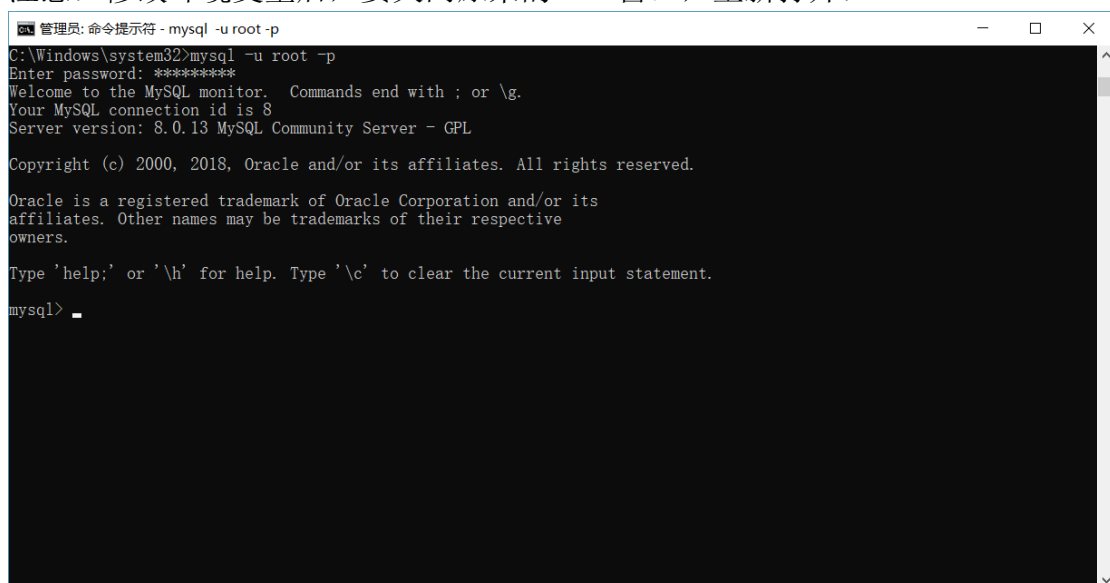 管理员: 命令提示符 - mysql -u root -p
C:\Windows\system32>mysql -u root -p
Enter password: *********
Welcome to the MySQL monitor.  Commands end with ; or \g.
Your MySQL connection id is 8
Server version: 8.0.13 MySQL Community Server - GPL
Copyright (c) 2000, 2018, Oracle and/or its affiliates. All rights reserved.
Oracle is a registered trademark of Oracle Corporation and/or its
affiliates. Other names may be trademarks of their respective
owners.
Type 'help;' or '\h' for help. Type '\c' to clear the current input statement.
mysql>